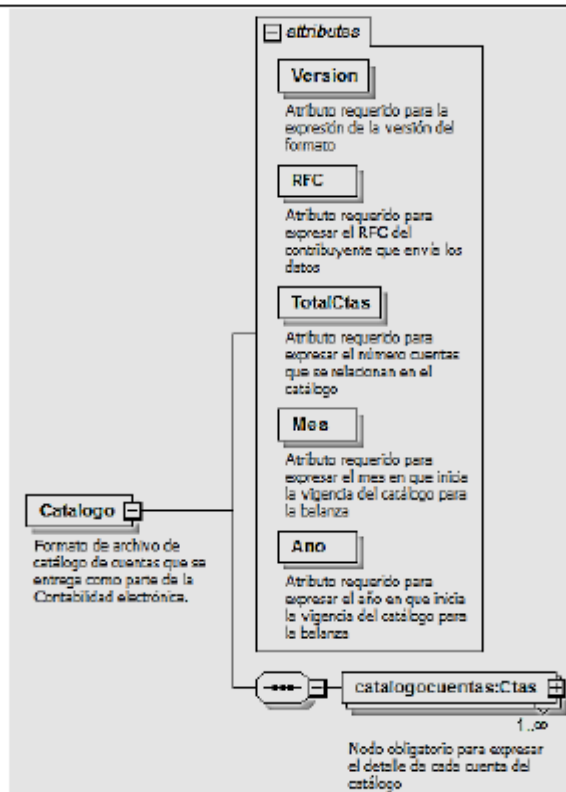 attributes
Version
Atributo requerido para la
expresión de la versión del
formato
RFC
Atributo requerido para
expresar el RFC del
contribuyente que envía los
datos
TotalCtas
Atributo requerido para
expresar el número cuentas
que se relacionan en el
catálogo
Mes
Atributo requerido para
expresar el mes en que inicia
la vigencia del catálogo para
la balanza
Catalogo
Formato de archivo de
catálogo de cuentas que se
entrega como parte de la
Contabilidad electrónica.
Ano
Atributo requerido para
expresar el año en que inicia
la vigencia del catálogo para
la balanza
catalogocuentas:Ctas
1..∞
Nodo obligatorio para expresar
el detalle de cada cuenta del
catálogo